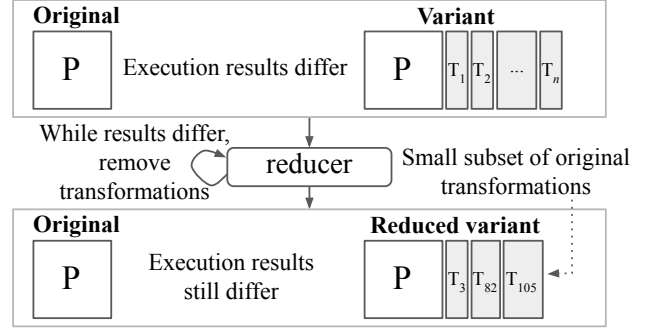 Original
Variant
P
Execution results differ
P
T1
T2
...
Tn
While results differ,
remove
transformations
reducer
Small subset of original
transformations
Original
Reduced variant
P
Execution results
still differ
P
T3
T82
T105